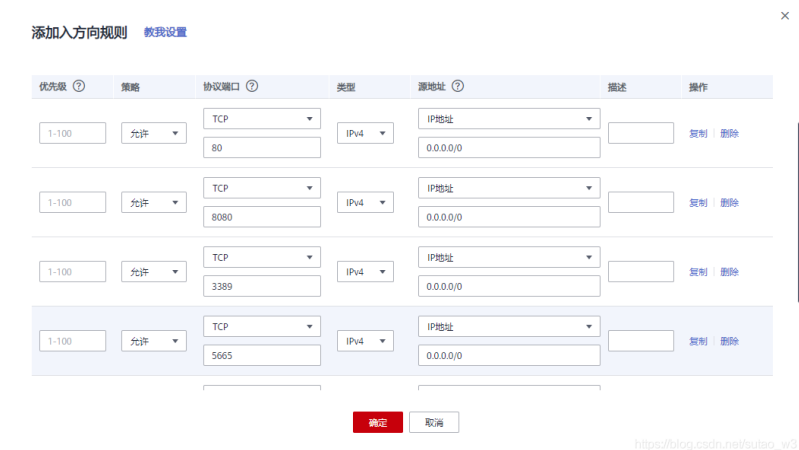 添加入方向规则 教我设置
优先级 策略 协议端口 类型 源地址 描述 操作
TCP IP地址
1-100 允许 IPv4 复制 删除
80 0.0.0.0/0
TCP IP地址
1-100 允许 IPv4 复制 删除
8080 0.0.0.0/0
TCP IP地址
1-100 允许 IPv4 复制 删除
3389 0.0.0.0/0
TCP IP地址
1-100 允许 IPv4 复制 删除
5665 0.0.0.0/0
确定 取消
https://blog.csdn.net/sutao_w3